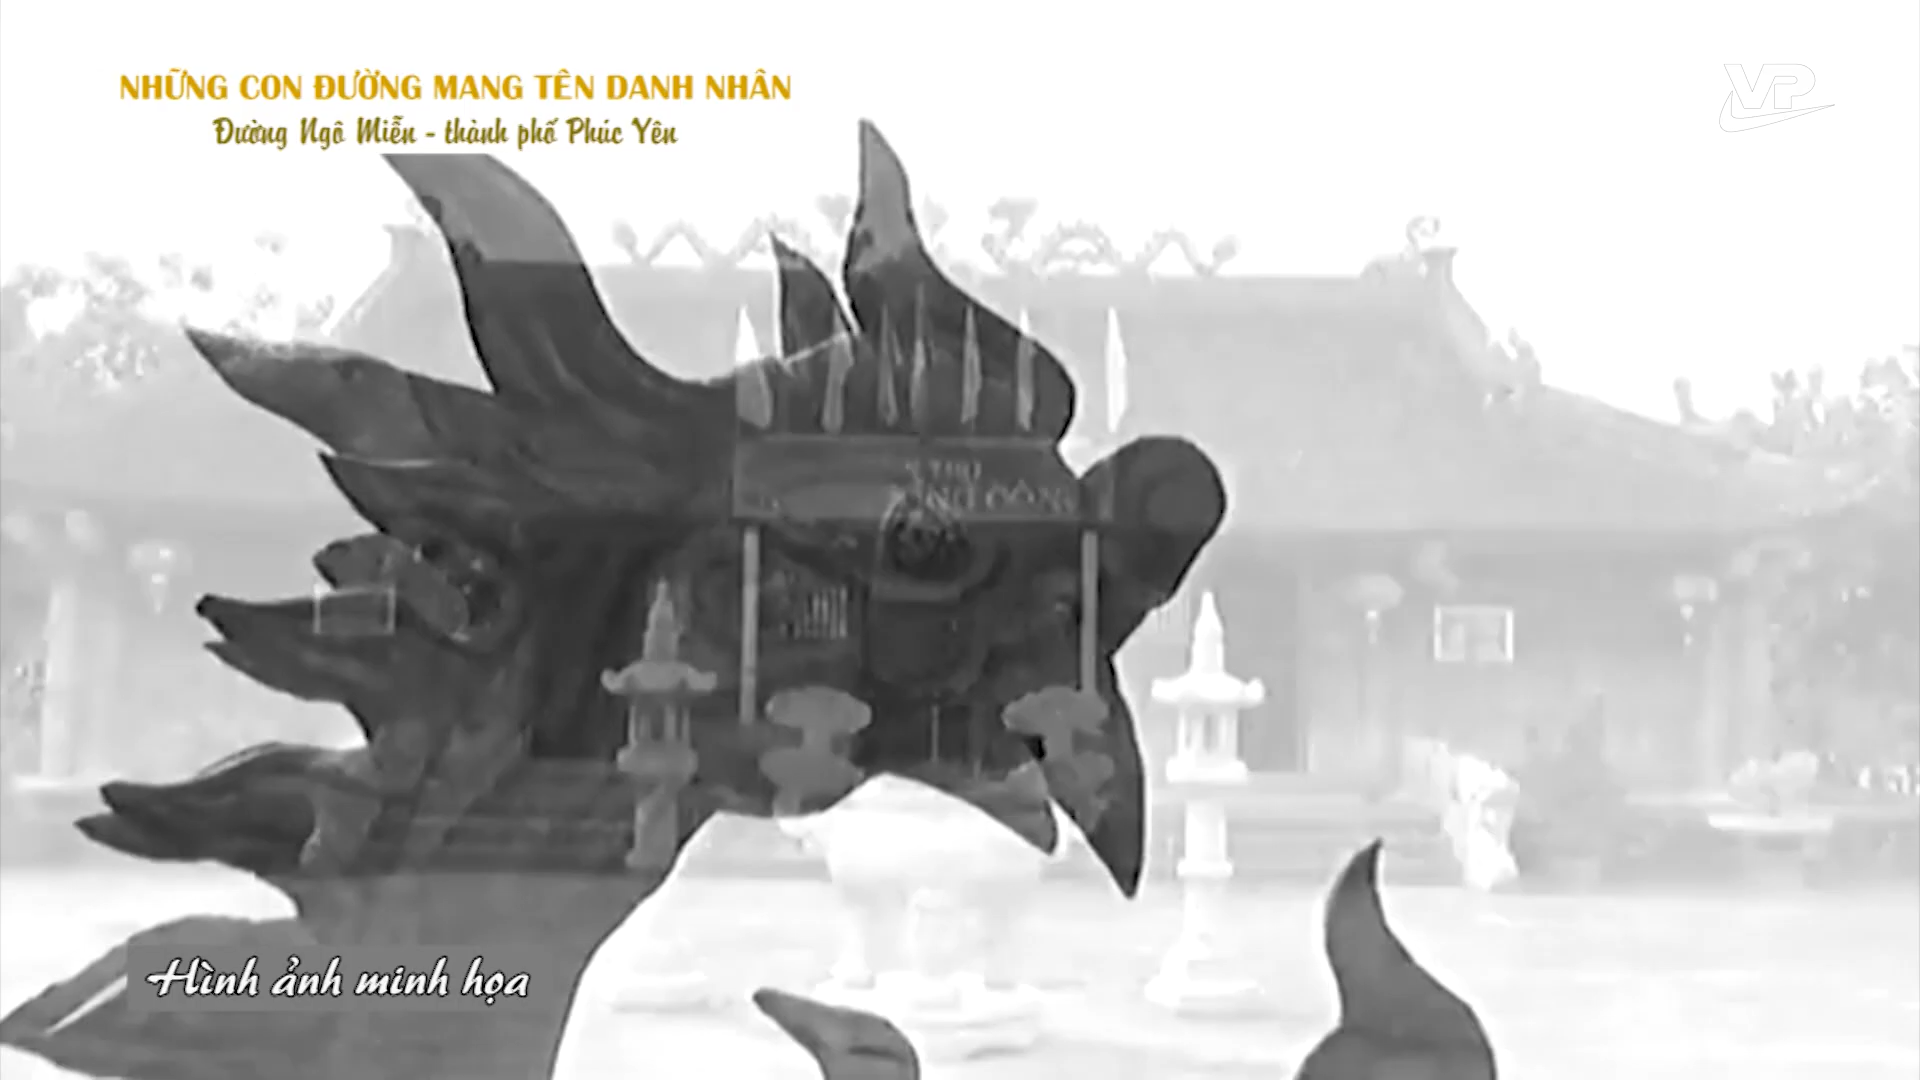 NHỮNG CON ĐƯỜNG MANG TÊN DANH NHÂN
VP
Đường Ngô Miễn - thành phố Phúc Yên
Hình ảnh minh họa